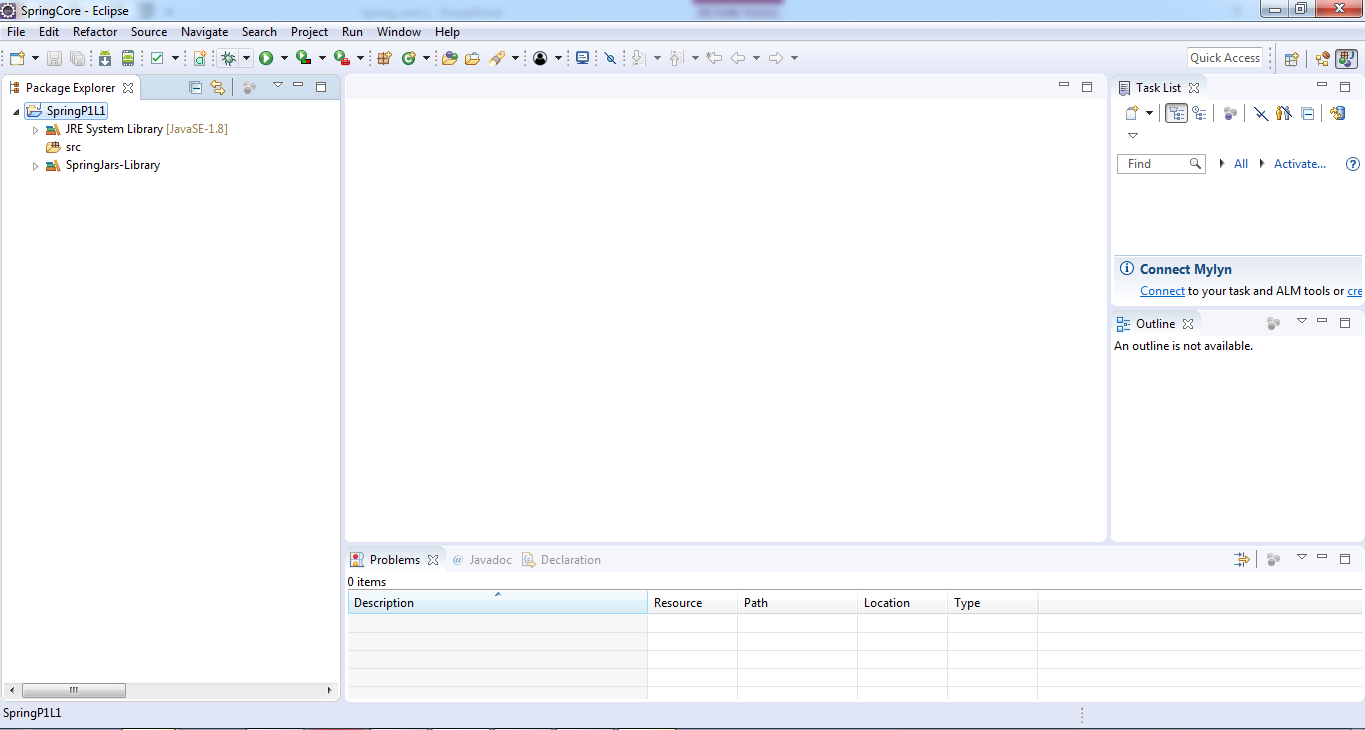 SpringCore - Eclipse
File Edit Refactor Source Navigate Search Project Run Window Help
Quick Access
Package Explorer
SpringP1L1
JRE System Library [JavaSE-1.8]
src
SpringJars-Library
Task List
Find All Activate...
Connect Mylyn
Connect to your task and ALM tools or cre
Outline
An outline is not available.
Problems @ Javadoc Declaration
0 items
Description Resource Path Location Type
SpringP1L1